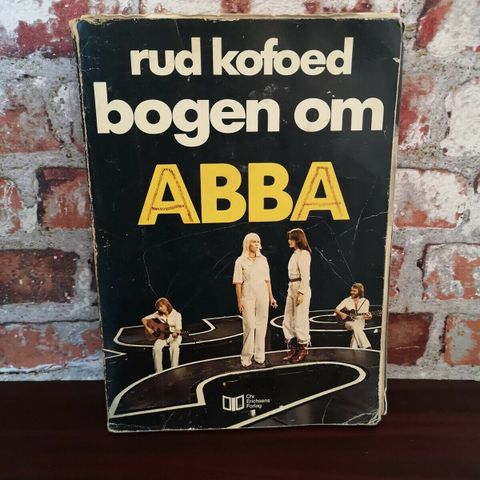 rud kofoed
bogen om
ABBA
Chr.
Erichsens
Forlag